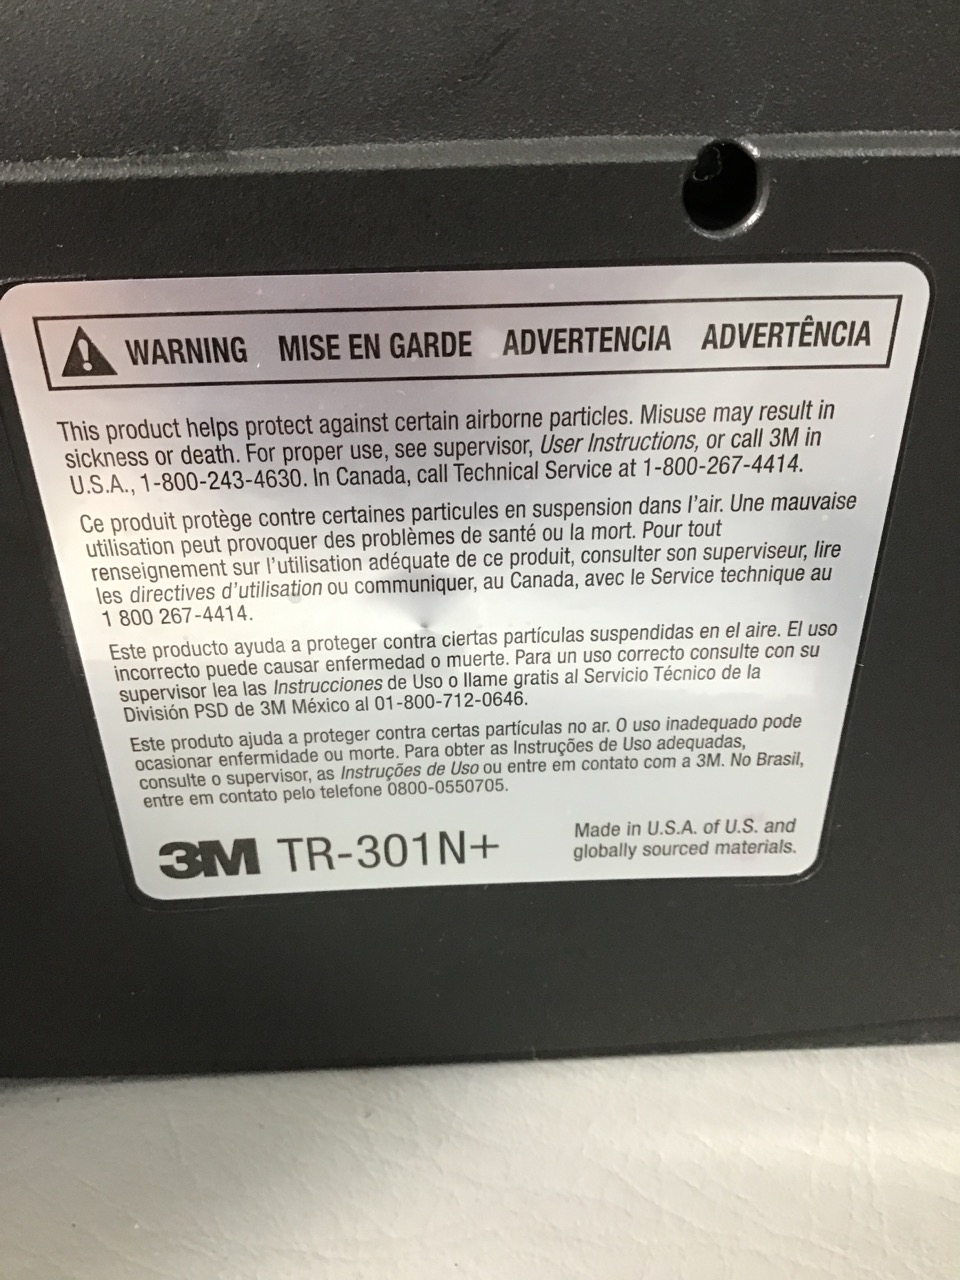 WARNING MISE EN GARDE ADVERTENCIA ADVERTÊNCIA
This product helps protect against certain airborne particles. Misuse may result in
sickness or death. For proper use, see supervisor, User Instructions, or call 3M in
U.S.A., 1-800-243-4630. In Canada, call Technical Service at 1-800-267-4414.
Ce produit protège contre certaines particules en suspension dans l'air. Une mauvaise
utilisation peut provoquer des problèmes de santé ou la mort. Pour tout
renseignement sur l'utilisation adéquate de ce produit, consulter son superviseur, lire
les directives d'utilisation ou communiquer, au Canada, avec le Service technique au
1 800 267-4414.
Este producto ayuda a proteger contra ciertas partículas suspendidas en el aire. El uso
incorrecto puede causar enfermedad o muerte. Para un uso correcto consulte con su
supervisor lea las Instrucciones de Uso o llame gratis al Servicio Técnico de la
División PSD de 3M México al 01-800-712-0646.
Este produto ajuda a proteger contra certas partículas no ar. O uso inadequado pode
ocasionar enfermidade ou morte. Para obter as Instruções de Uso adequadas,
consulte o supervisor, as Instruções de Uso ou entre em contato com a 3M. No Brasil,
entre em contato pelo telefone 0800-0550705.
3M TR-301N+
Made in U.S.A. of U.S. and
globally sourced materials.